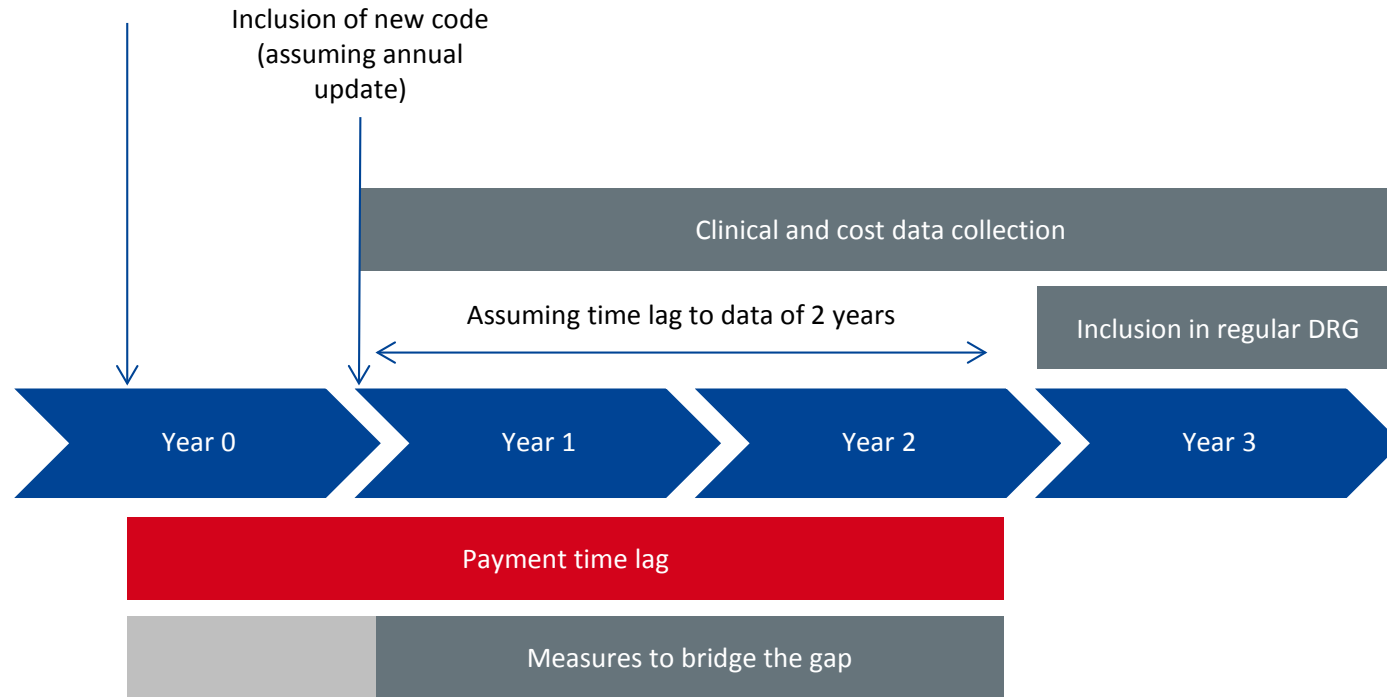 Inclusion of new code
(assuming annual
update)
Clinical and cost data collection
Assuming time lag to data of 2 years
Inclusion in regular DRG
Year 0
Year 1
Year 2
Year 3
Payment time lag
Measures to bridge the gap